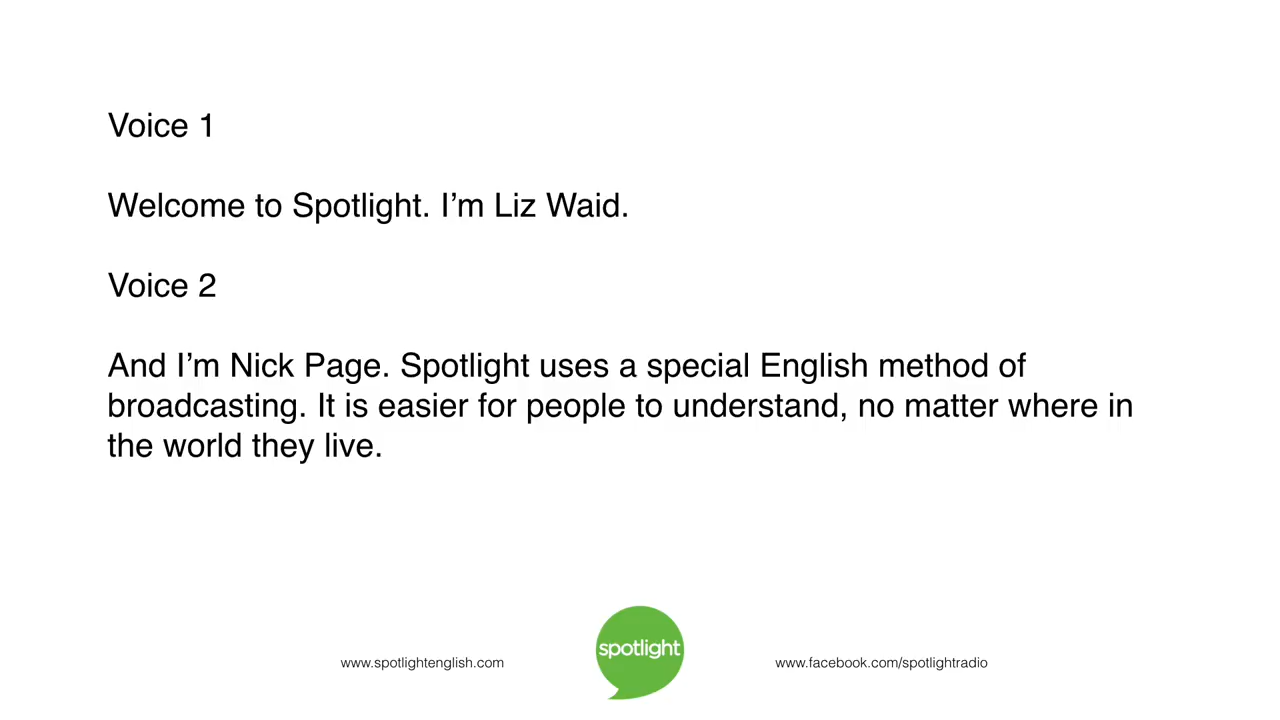 Voice 1
Welcome to Spotlight. I’m Liz Waid.
Voice 2
And I’m Nick Page. Spotlight uses a special English method of
broadcasting. It is easier for people to understand, no matter where in
the world they live.
www.spotlightenglish.com
spotlight
www.facebook.com/spotlightradio